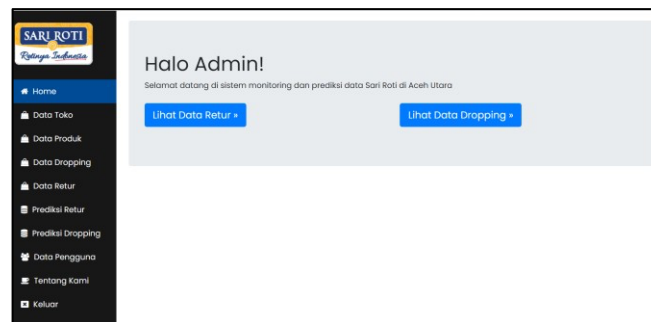 SARI ROTI
Rotinya Indonesia
Home
Data Toko
Data Produk
Data Dropping
Data Retur
Prediksi Retur
Prediksi Dropping
Data Pengguna
Tentang Kami
Keluar
Halo Admin!
Selamat datang di sistem monitoring dan prediksi data Sari Roti di Aceh Utara
Lihat Data Retur »
Lihat Data Dropping »